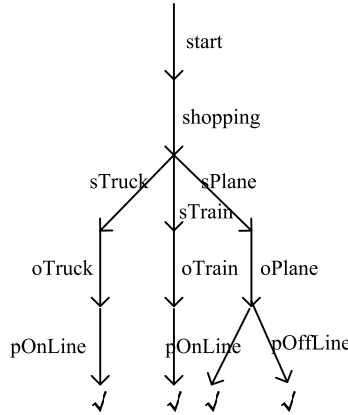 start
shopping
sTruck
sPlane
sTrain
oTruck
oTrain
oPlane
pOnLine
pOnLine
pOffLine
√ √ √ √